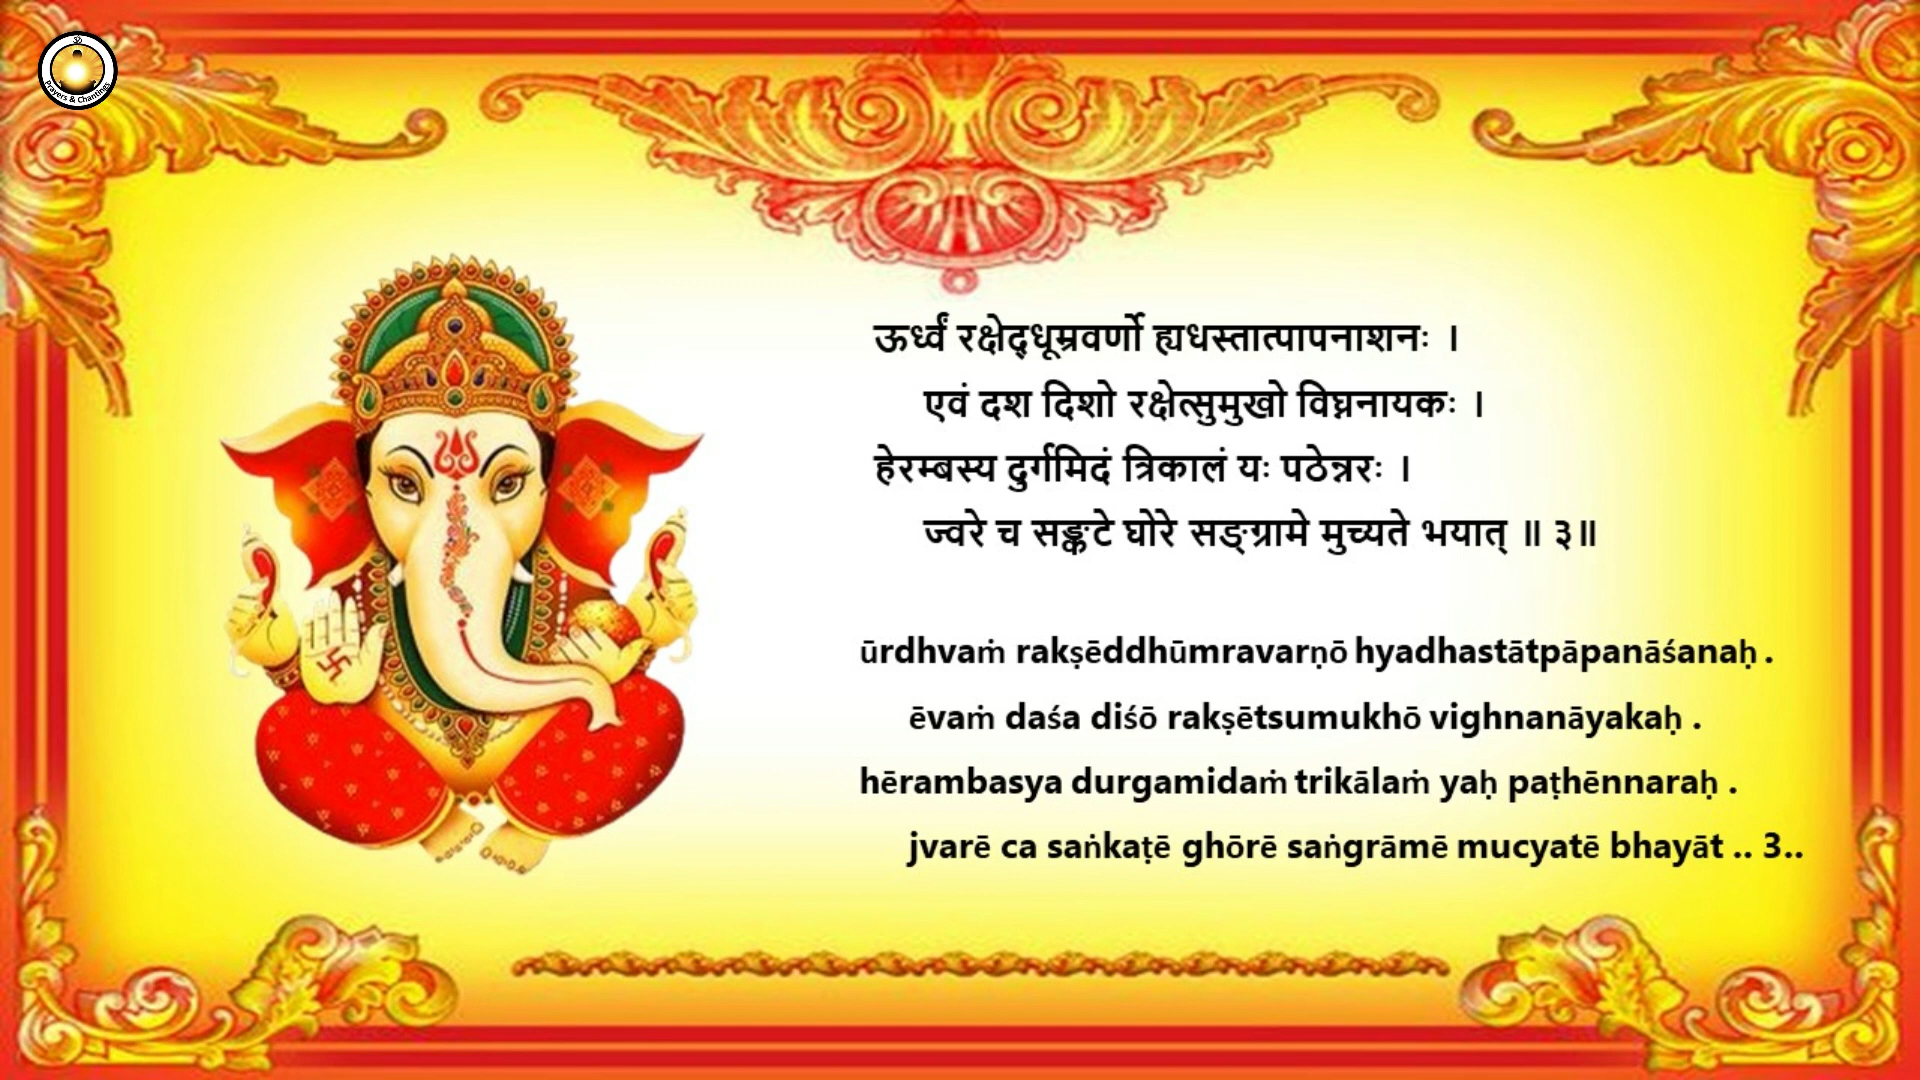 ॐ
Prayers & Chantings
ऊर्ध्वं रक्षेद्धूम्रवर्णो ह्यधस्तात्पापनाशनः ।
एवं दश दिशो रक्षेत्सुमुखो विघ्ननायकः ।
हेरम्बस्य दुर्गमिदं त्रिकालं यः पठेन्नरः ।
ज्वरे च सङ्कटे घोरे सङ्ग्रामे मुच्यते भयात् ॥ ३॥
ūrdhvaṁ rakṣēddhūmravarṇō hyadhastātpāpanāśanaḥ .
ēvaṁ daśa diśō rakṣētsumukhō vighnanāyakaḥ .
hērambasya durgamidaṁ trikālaṁ yaḥ paṭhēnnaraḥ .
jvarē ca saṅkaṭē ghōrē saṅgrāmē mucyatē bhayāt .. 3..